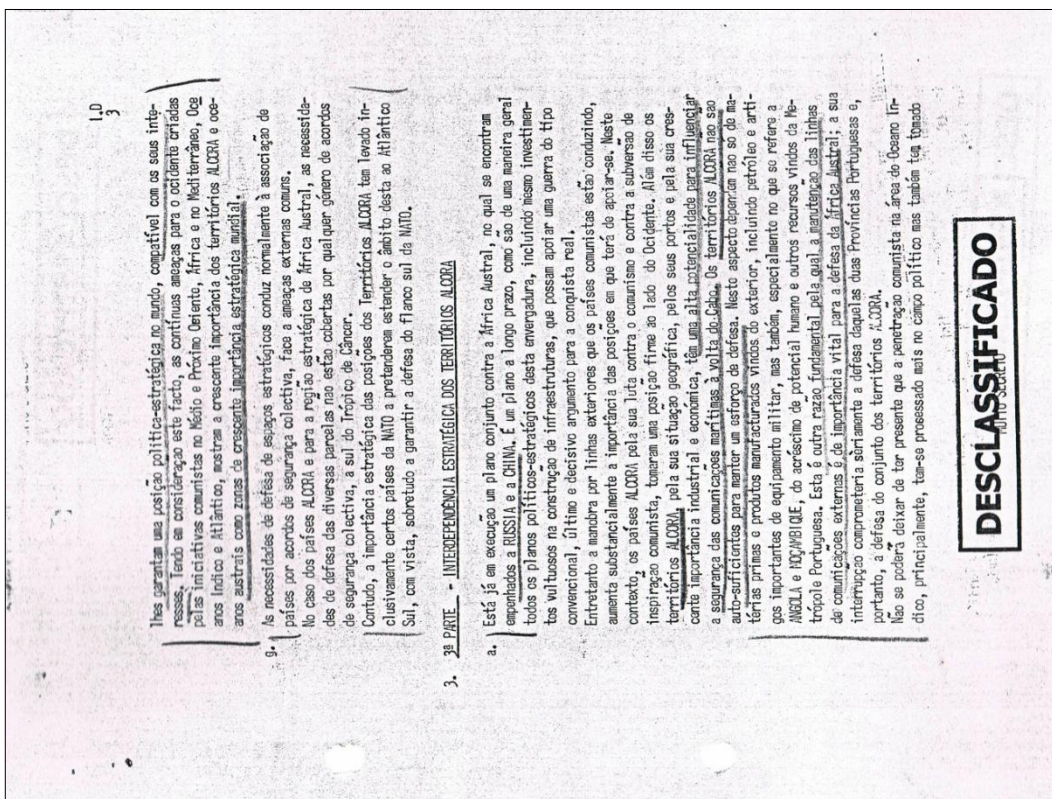 1.D
3
lhes garantam uma posição política-estratégica no mundo, compatível com os seus inte-
resses. Tendo em consideração este facto, as contínuas ameaças para o ocidente criadas
pelas iniciativas comunistas no Médio e Próximo Oriente, África e no Mediterrâneo, Oce
anos Índico e Atlântico, mostram a crescente importância dos territórios ALCORA e oce-
anos austrais como zonas de crescente importância estratégica mundial.
g. As necessidades de defesa de espaços estratégicos conduz normalmente à associação de
países por acordos de segurança colectiva, face a ameaças externas comuns.
No caso dos países ALCORA e para a região estratégica de África Austral, as necessida-
des de defesa das diversas parcelas nao estão cobertas por qualquer género de acordos
de segurança colectiva, a sul do trópico de Câncer.
Contudo, a importância estratégica das posições dos Territórios ALCORA tem levado in-
clusivamente certos países da NATO a pretenderam estender o âmbito desta ao Atlântico
Sul, com vista, sobretudo a garantir a defesa do flanco sul da NATO.
3. 3ª PARTE - INTERDEPENDÊNCIA ESTRATÉGICA DOS TERRITÓRIOS ALCORA
a. Está já em execução um plano conjunto contra a África Austral, no qual se encontram
empenhados a RUSSIA e a CHINA. É um plano a longo prazo, como são de uma maneira geral
todos os planos políticos-estratégicos desta envergadura, incluindo mesmo investimen-
tos vultuosos na construção de infraestruturas, que possam apoiar uma guerra do tipo
convencional, último e decisivo argumento para a conquista real.
Entretanto a manobra por linhas exteriores que os países comunistas estão conduzindo,
aumenta substancialmente a importância das posições em que terá de apoiar-se. Neste
contexto, os países ALCORA pela sua luta contra o comunismo e contra a subversao de
inspiração comunista, tomaram uma posição firme ao lado do Ocidente. Além disso os
territórios ALCORA, pela sua situação geográfica, pelos seus portos e pela sua cres-
cente importância industrial e económica, têm uma alta potencialidade para influenciar
a segurança das comunicações marítimas à volta do Cabo. Os territórios ALCORA nao sao
auto-suficientes para manter um esforço de defesa. Neste aspecto dependem nao só de ma-
térias primas e produtos manufacturados vindos do exterior, incluindo petróleo e arti-
gos importantes de equipamento militar, mas também, especialmente no que se refere a
ANGOLA e MOÇAMBIQUE, do acréscimo de potencial humano e outros recursos vindos da Me-
trópole Portuguesa. Esta é outra razão fundamental pela qual a manutenção das linhas
de comunicações externas é de importância vital para a defesa da África Austral; a sua
interrupção comprometeria sèriamente a defesa daquelas duas Províncias Portuguesas e,
portanto, a defesa do conjunto dos territórios ALCORA.
Não se poderá deixar de ter presente que a penetração comunista na área do Oceano Ín-
dico, principalmente, tem-se processado mais no campo político mas também tem tomado
MUITO SECRETO
DESCLASSIFICADO